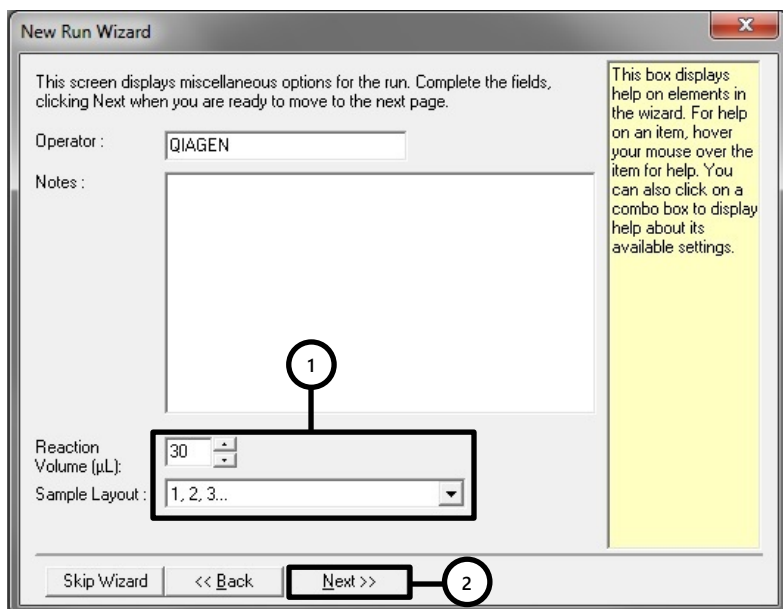 New Run Wizard
This screen displays miscellaneous options for the run. Complete the fields,
clicking Next when you are ready to move to the next page.
Operator : QIAGEN
Notes :
1
Reaction
Volume (µL): 30
Sample Layout : 1, 2, 3...
Skip Wizard << Back Next >> 2
This box displays
help on elements in
the wizard. For help
on an item, hover
your mouse over the
item for help. You
can also click on a
combo box to display
help about its
available settings.